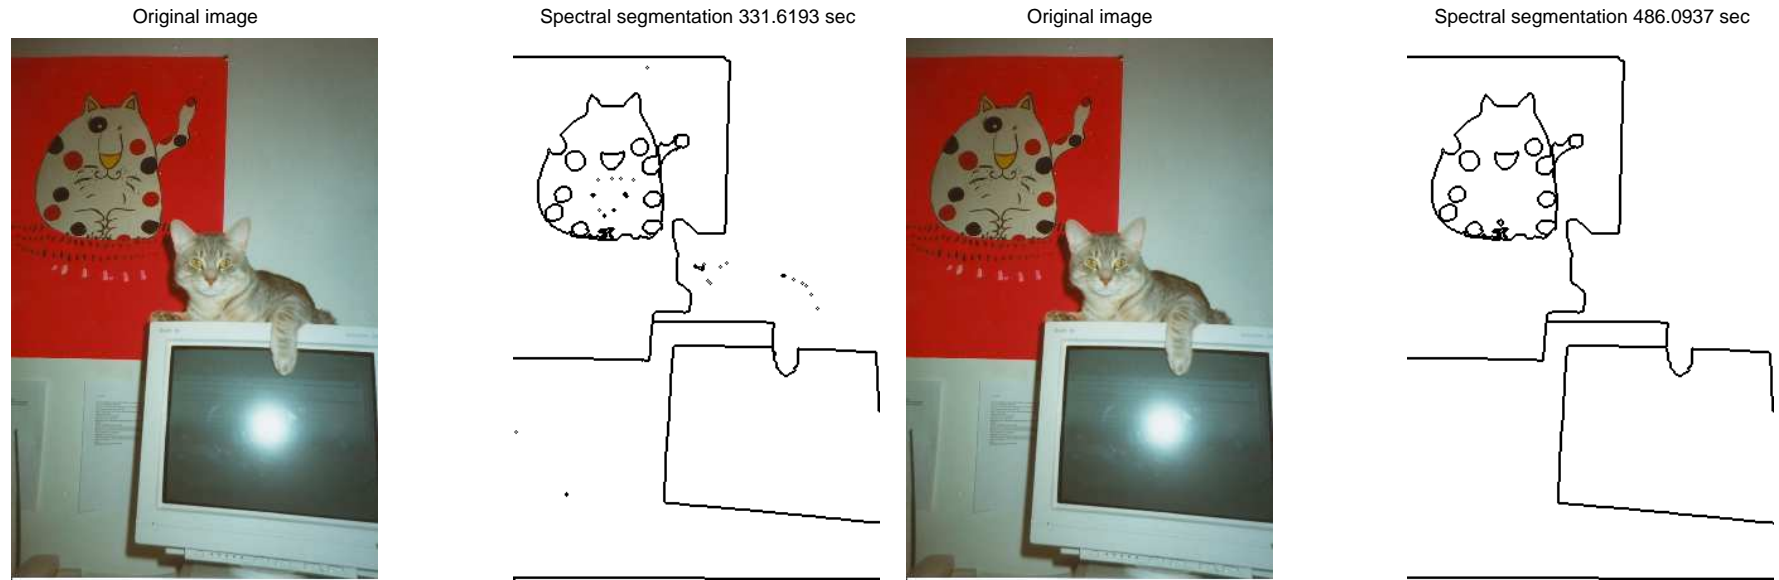 Original image
Spectral segmentation 331.6193 sec
Original image
Spectral segmentation 486.0937 sec